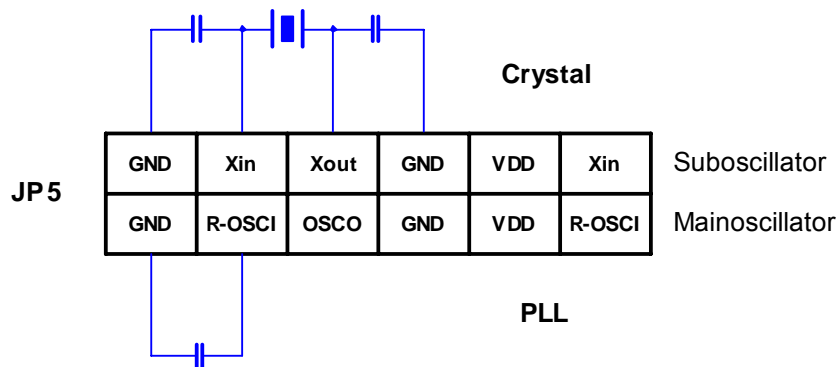 Crystal
GND Xin Xout GND VDD Xin Suboscillator
JP5
GND R-OSCI OSCO GND VDD R-OSCI Mainoscillator
PLL